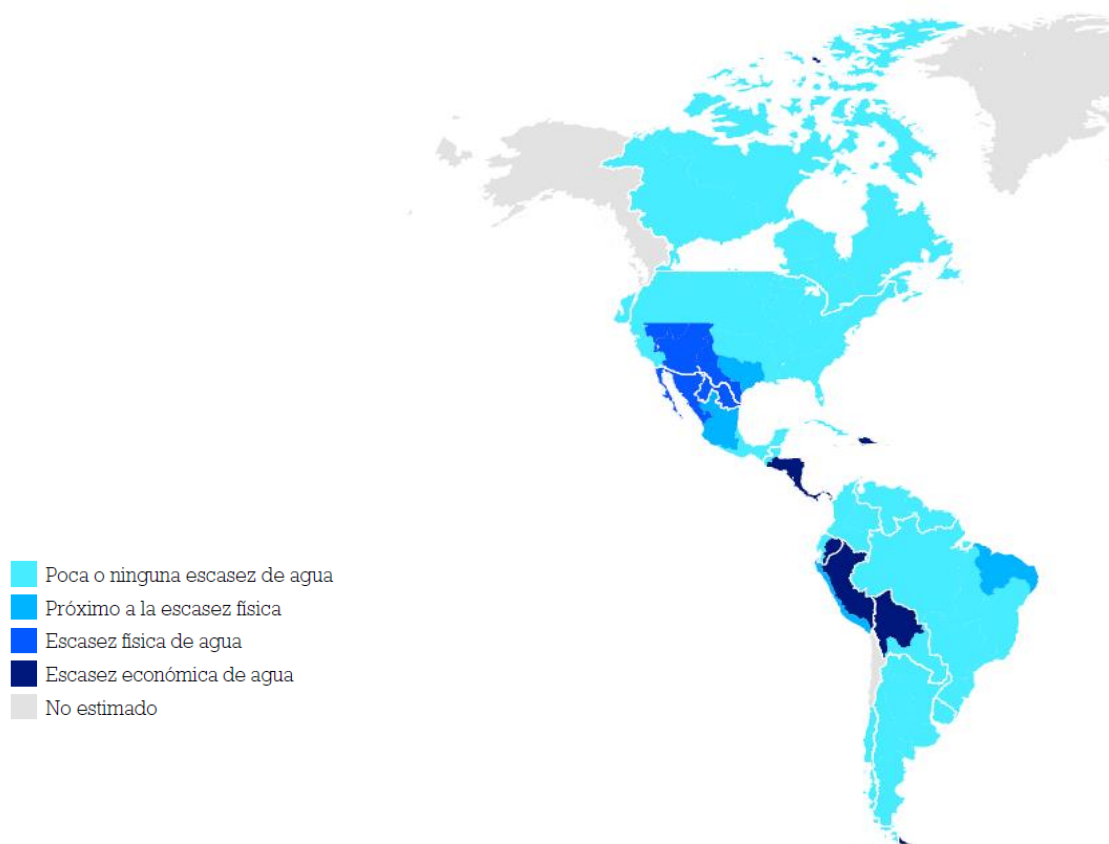 Poca o ninguna escasez de agua
Próximo a la escasez física
Escasez física de agua
Escasez económica de agua
No estimado